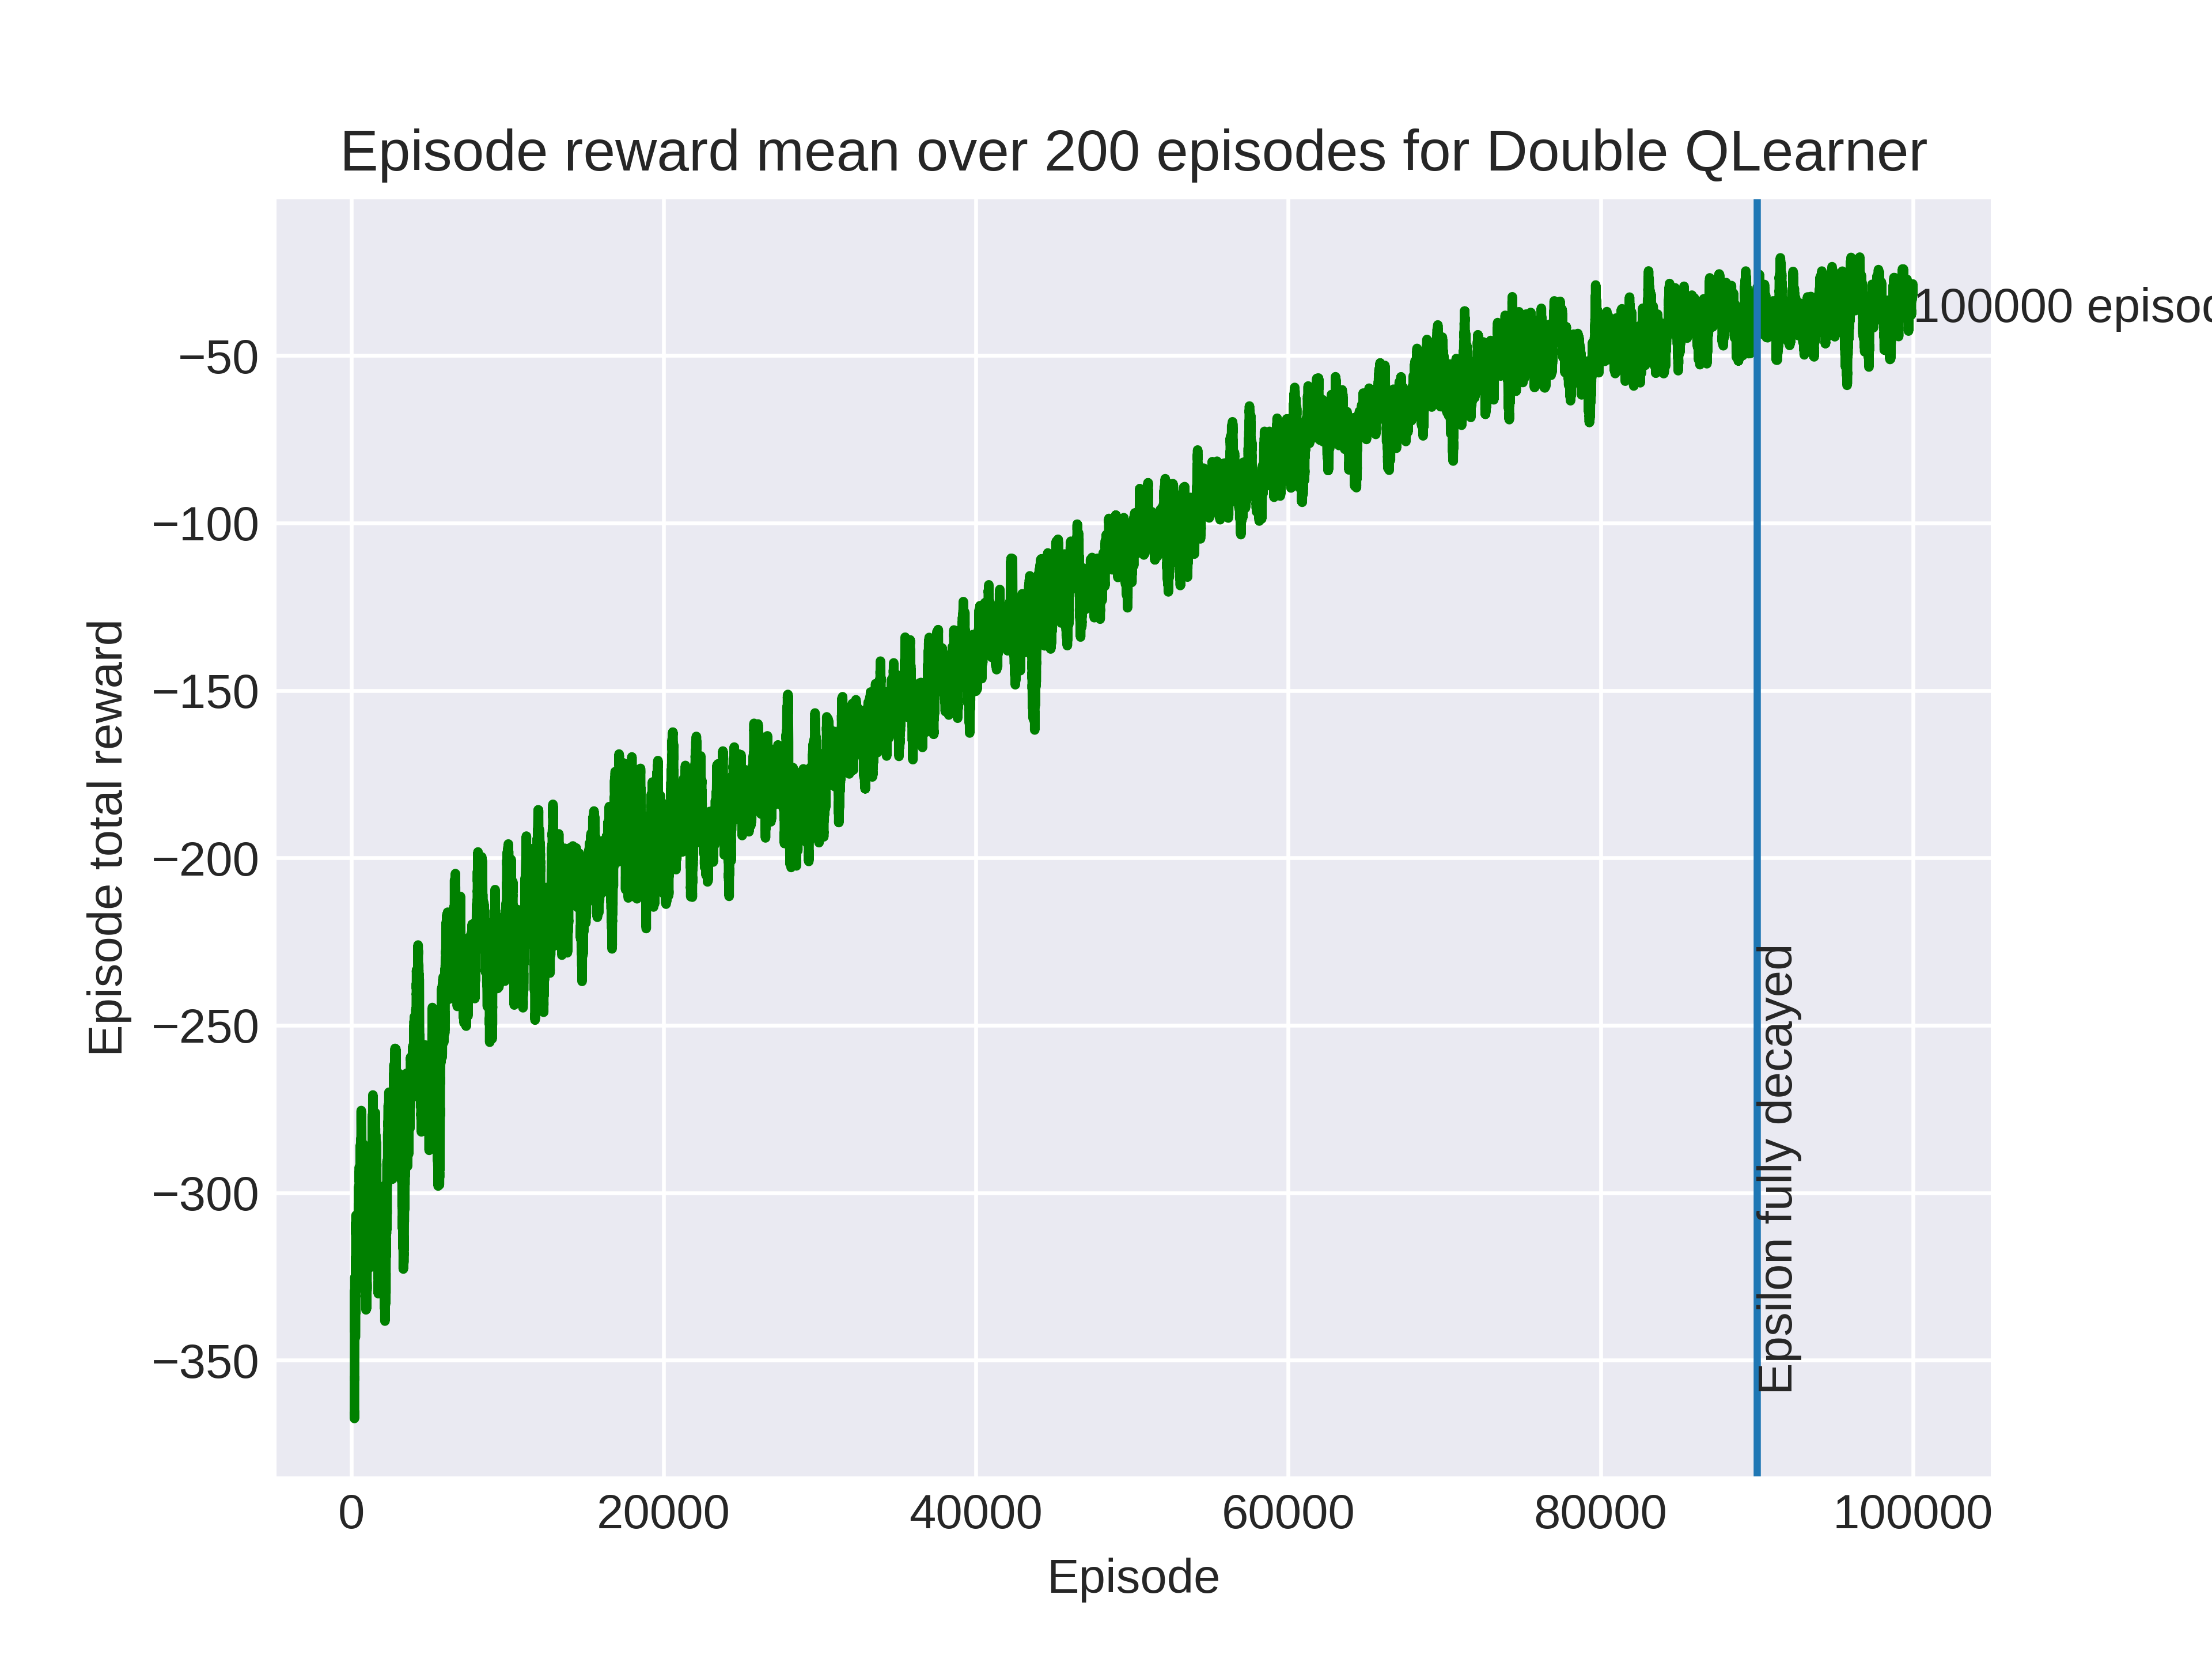 Episode reward mean over 200 episodes for Double QLearner
Episode total reward
−50
−100
−150
−200
−250
−300
−350
100000 episo
Epsilon fully decayed
0 20000 40000 60000 80000 100000
Episode